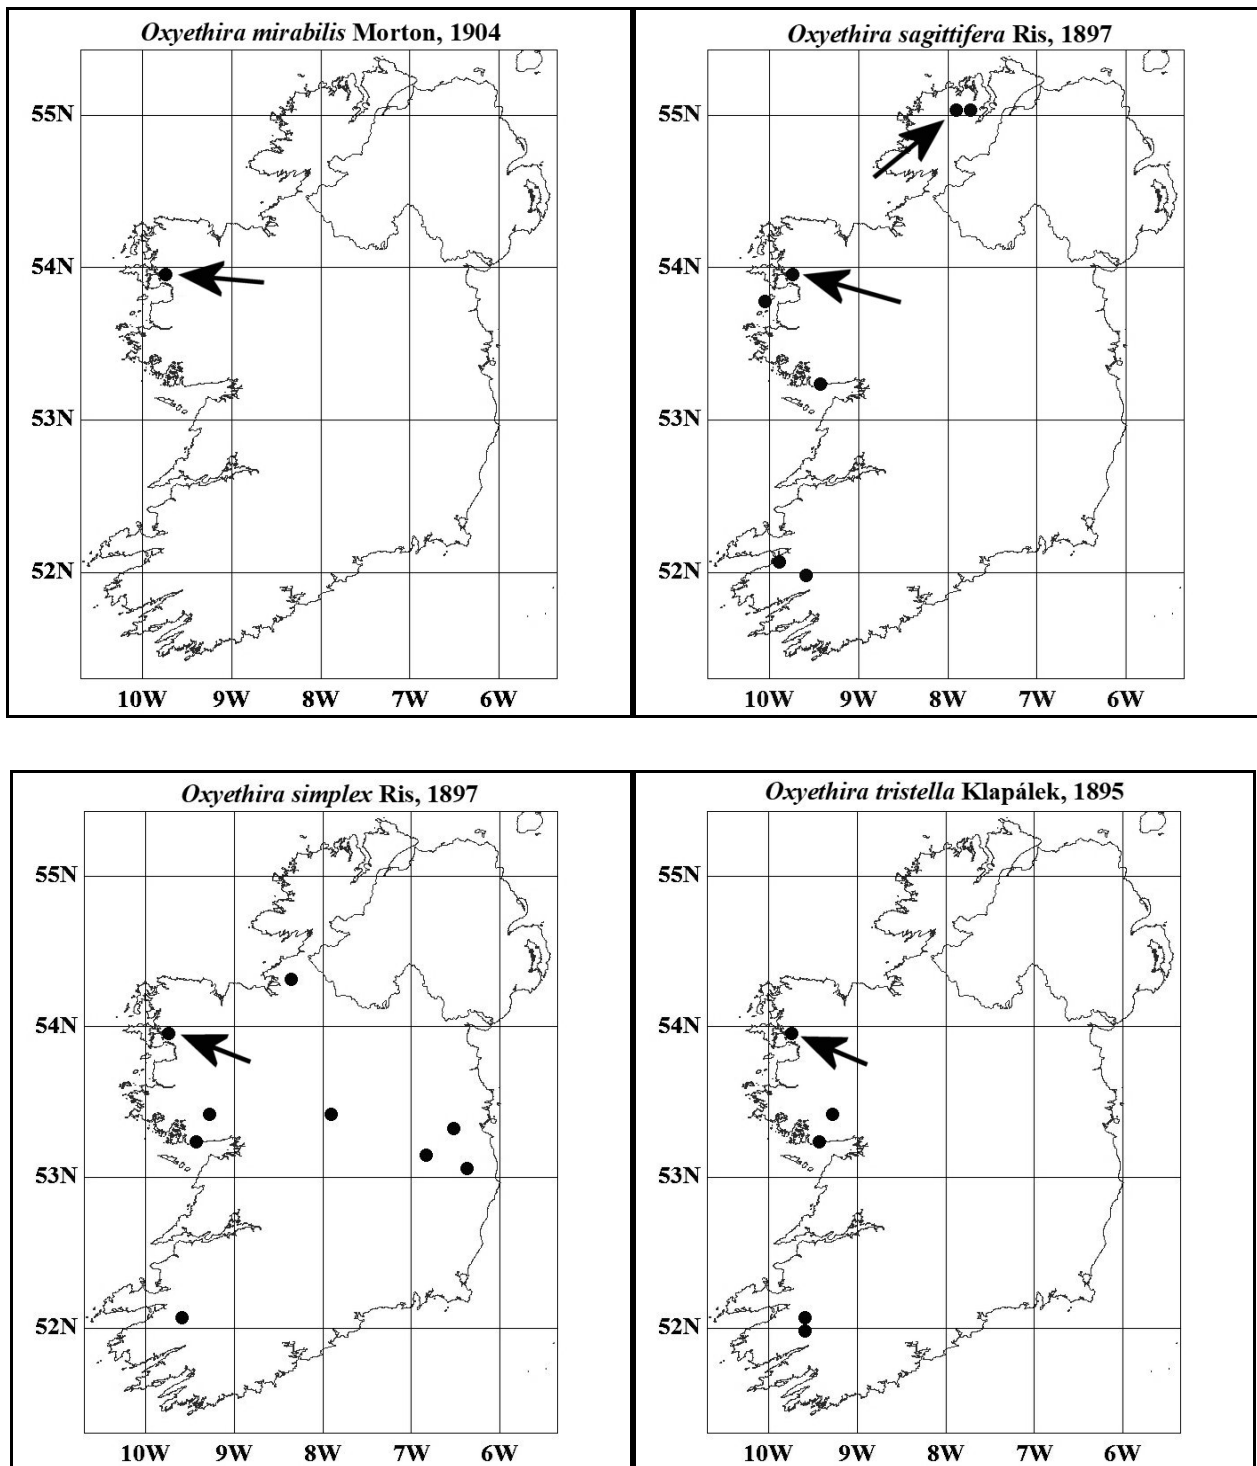 Oxyethira mirabilis Morton, 1904
55N
54N
53N
52N
10W 9W 8W 7W 6W
Oxyethira sagittifera Ris, 1897
55N
54N
53N
52N
10W 9W 8W 7W 6W
Oxyethira simplex Ris, 1897
55N
54N
53N
52N
10W 9W 8W 7W 6W
Oxyethira tristella Klapálek, 1895
55N
54N
53N
52N
10W 9W 8W 7W 6W